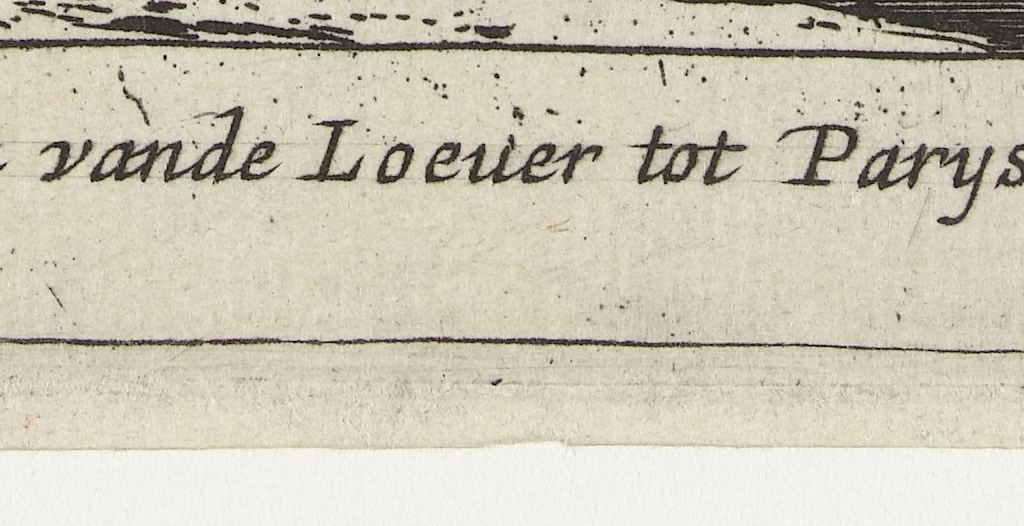 vande Loeuer tot Parys